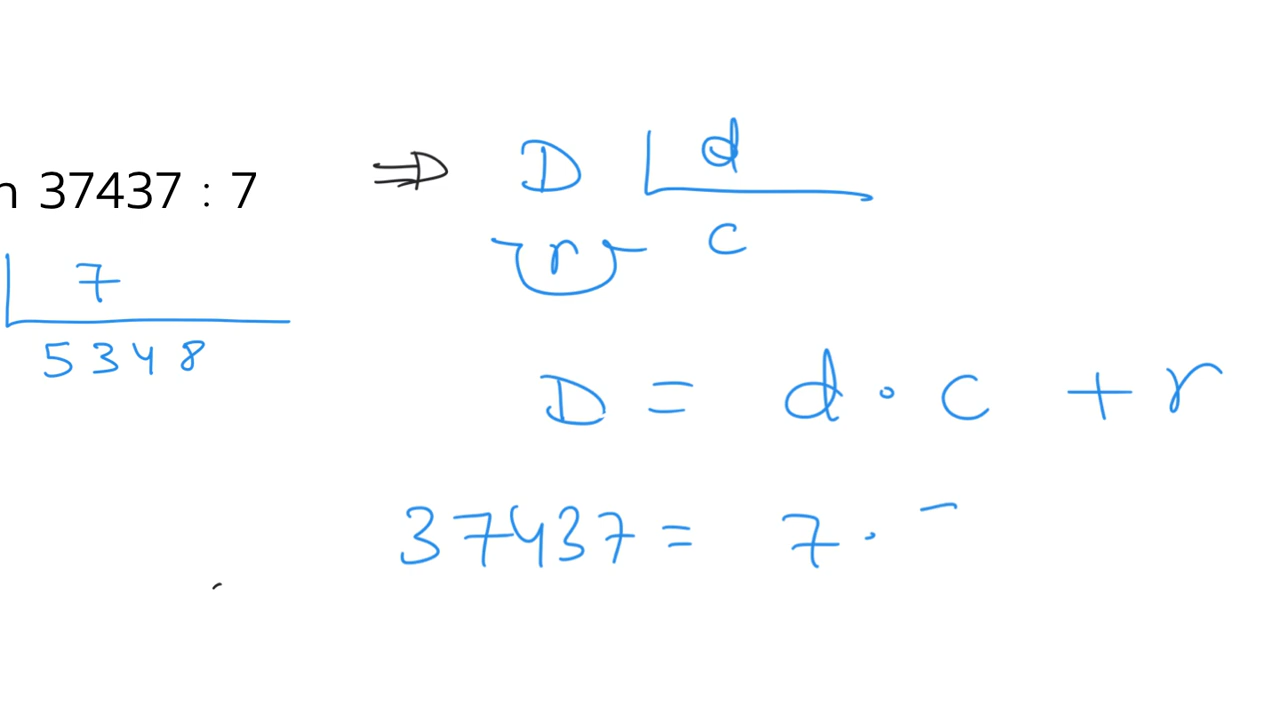 n 37437 : 7
7
5348
⇒ D d
r c
D = d · c + r
37437 = 7 ·